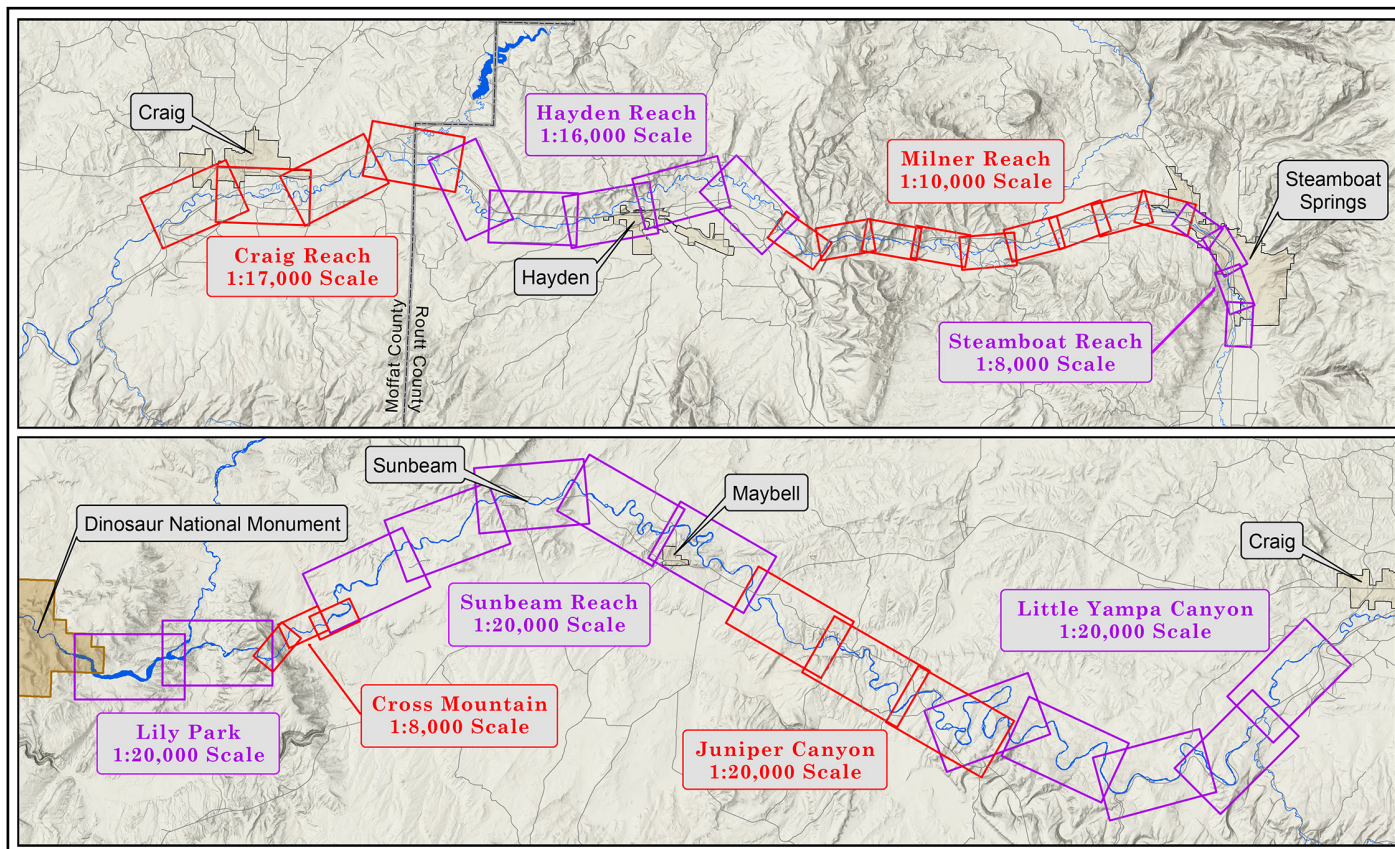 Craig
Hayden Reach
1:16,000 Scale
Milner Reach
1:10,000 Scale
Steamboat
Springs
Craig Reach
1:17,000 Scale
Hayden
Moffat County
Routt County
Steamboat Reach
1:8,000 Scale
Sunbeam
Maybell
Dinosaur National Monument
Craig
Sunbeam Reach
1:20,000 Scale
Little Yampa Canyon
1:20,000 Scale
Cross Mountain
1:8,000 Scale
Lily Park
1:20,000 Scale
Juniper Canyon
1:20,000 Scale